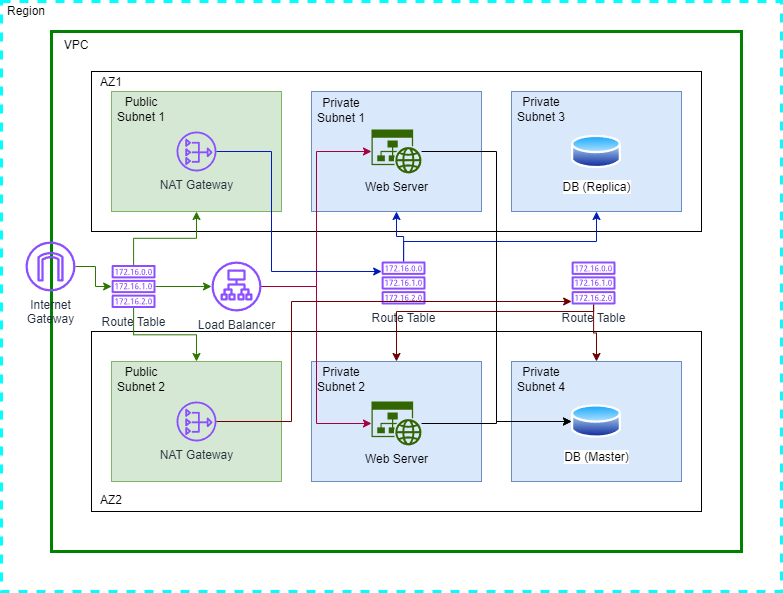 Region
VPC
AZ1
Public
Subnet 1
NAT Gateway
Private
Subnet 1
Web Server
Private
Subnet 3
DB (Replica)
Internet
Gateway
172.16.0.0
172.16.1.0
172.16.2.0
Route Table
Load Balancer
172.16.0.0
172.16.1.0
172.16.2.0
Route Table
172.16.0.0
172.16.1.0
172.16.2.0
Route Table
Public
Subnet 2
NAT Gateway
Private
Subnet 2
Web Server
Private
Subnet 4
DB (Master)
AZ2